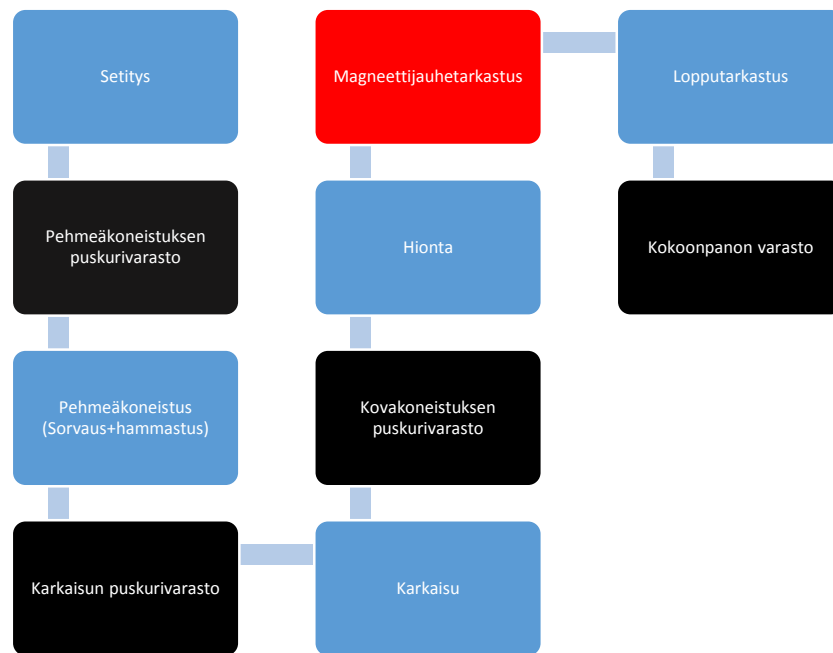 Setitys
Pehmeäkoneistuksen
puskurivarasto
Pehmeäkoneistus
(Sorvaus+hammastus)
Karkaisun puskurivarasto
Karkaisu
Kovakoneistuksen
puskurivarasto
Hionta
Magneettijauhetarkastus
Lopputarkastus
Kokoonpanon varasto